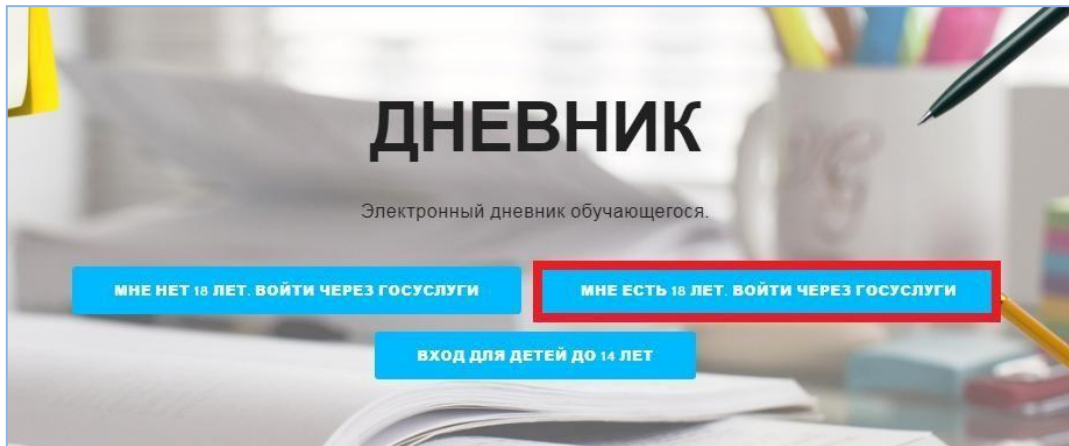 ДНЕВНИК
Электронный дневник обучающегося.
МНЕ НЕТ 18 ЛЕТ. ВОЙТИ ЧЕРЕЗ ГОСУСЛУГИ
МНЕ ЕСТЬ 18 ЛЕТ. ВОЙТИ ЧЕРЕЗ ГОСУСЛУГИ
ВХОД ДЛЯ ДЕТЕЙ ДО 14 ЛЕТ